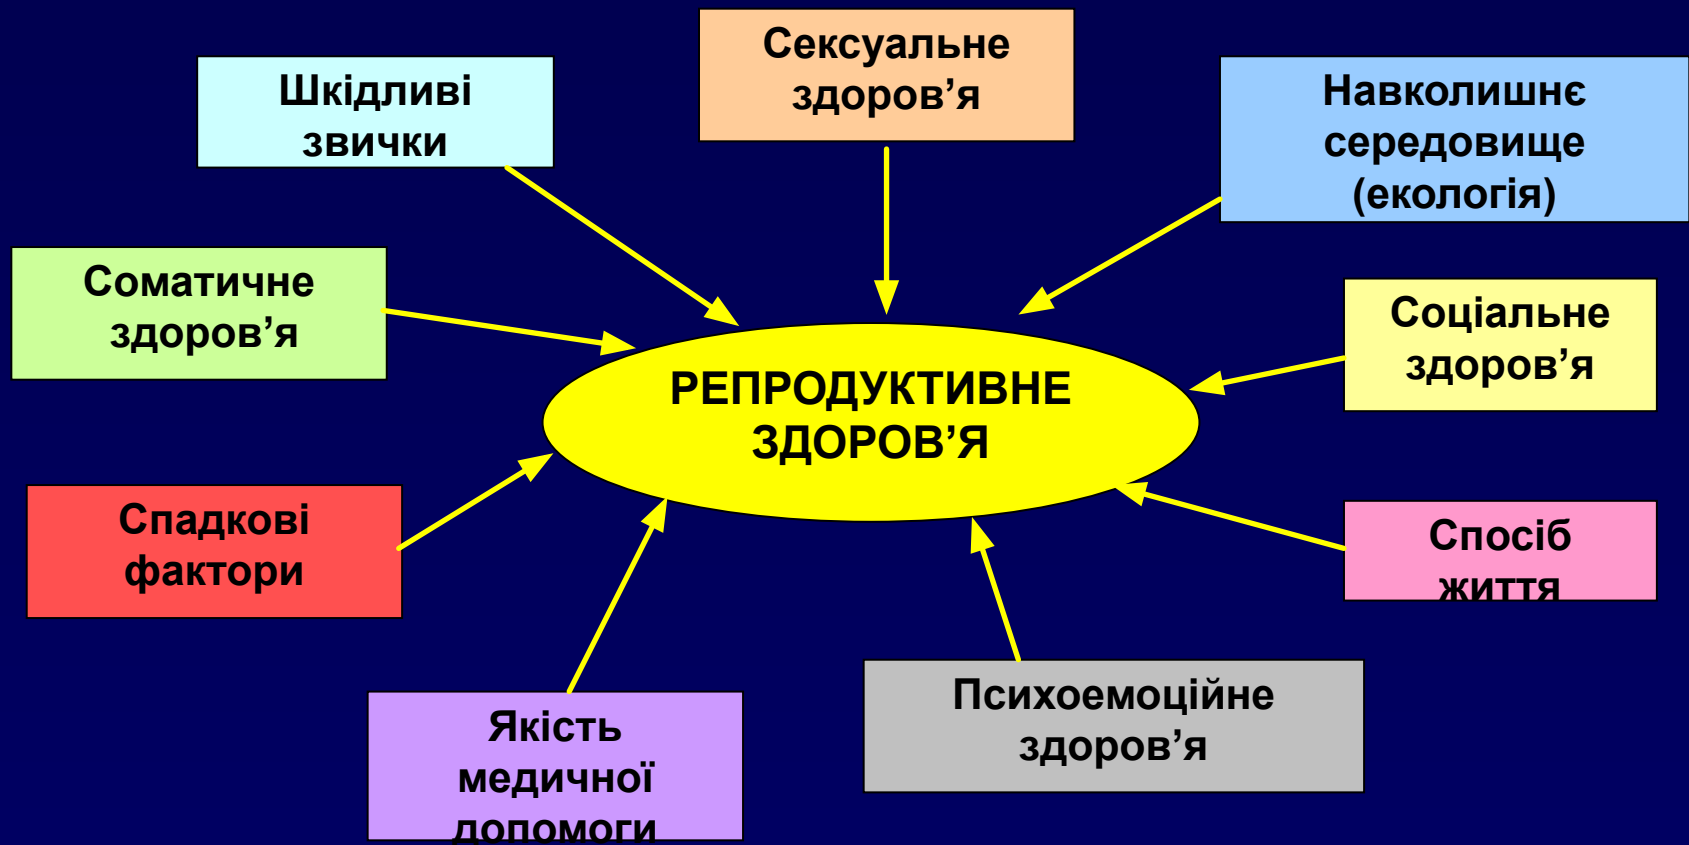 Сексуальне
здоров’я
Шкідливі
звички
Навколишнє
середовище
(екологія)
Соматичне
здоров’я
Соціальне
здоров’я
РЕПРОДУКТИВНЕ
ЗДОРОВ’Я
Спадкові
фактори
Спосіб
життя
Психоемоційне
здоров’я
Якість
медичної
допомоги